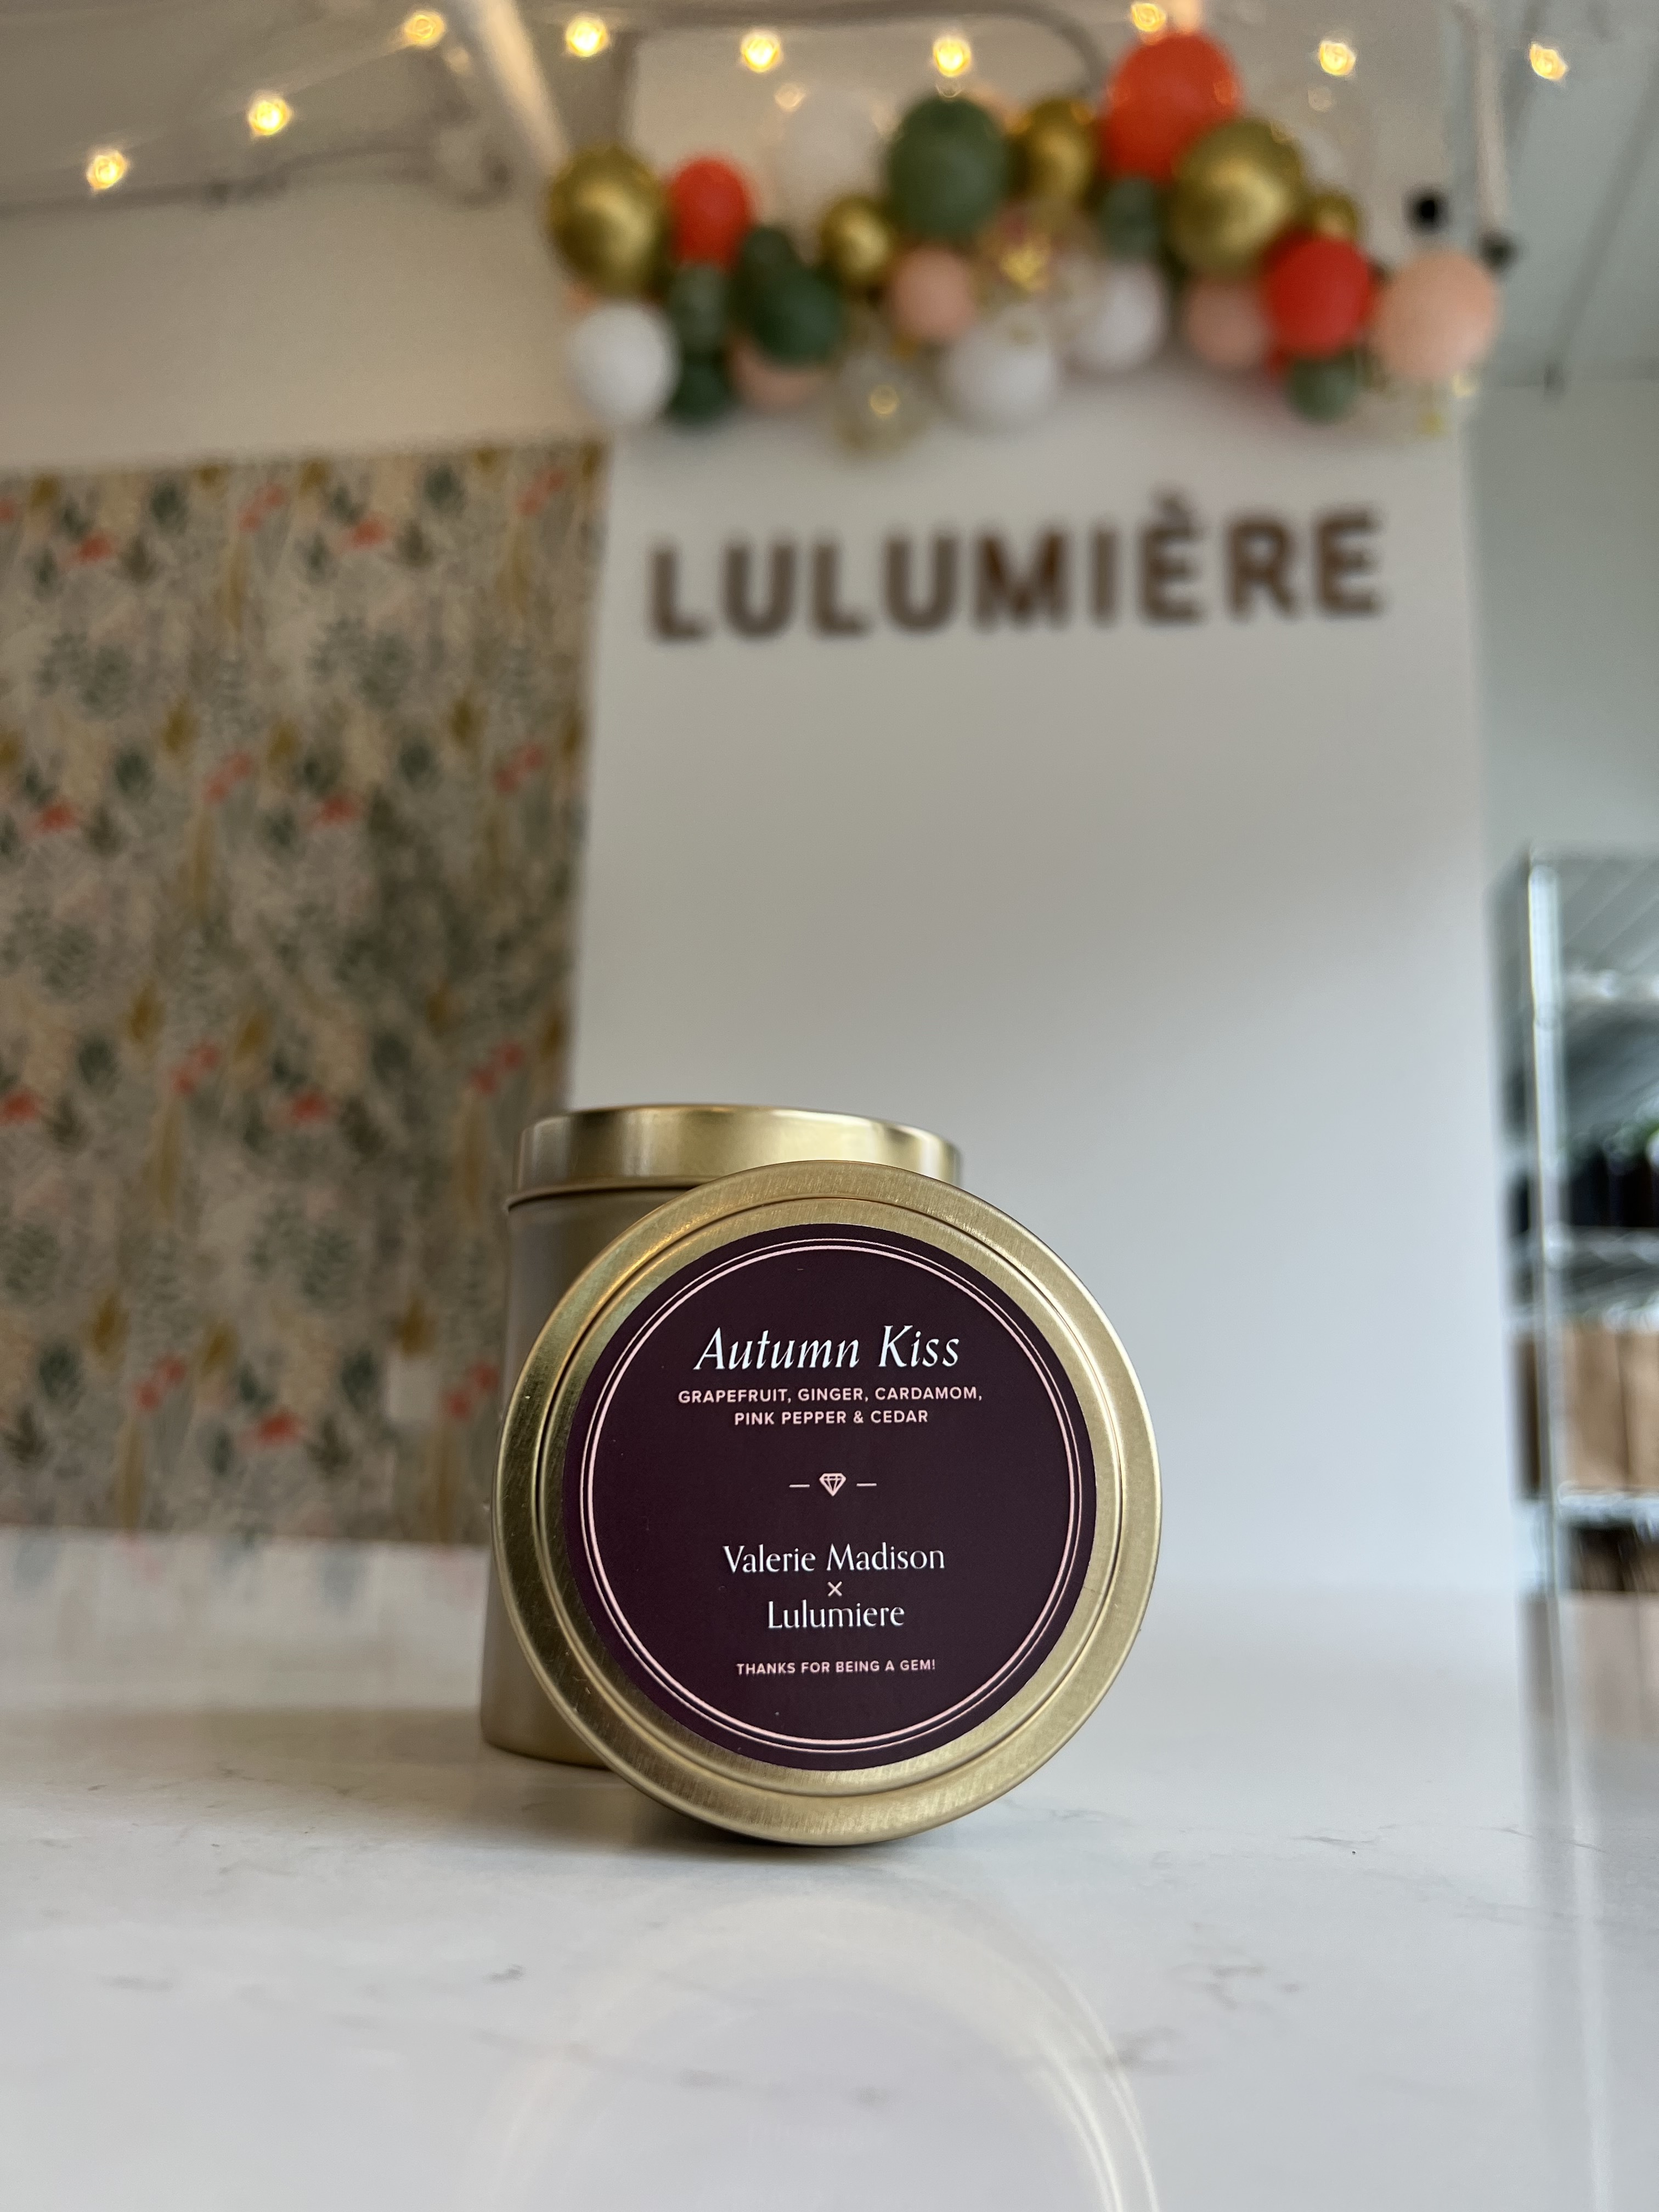 LULUMIÈRE
Autumn Kiss
GRAPEFRUIT, GINGER, CARDAMOM,
PINK PEPPER & CEDAR
Valerie Madison
×
Lulumiere
THANKS FOR BEING A GEM!